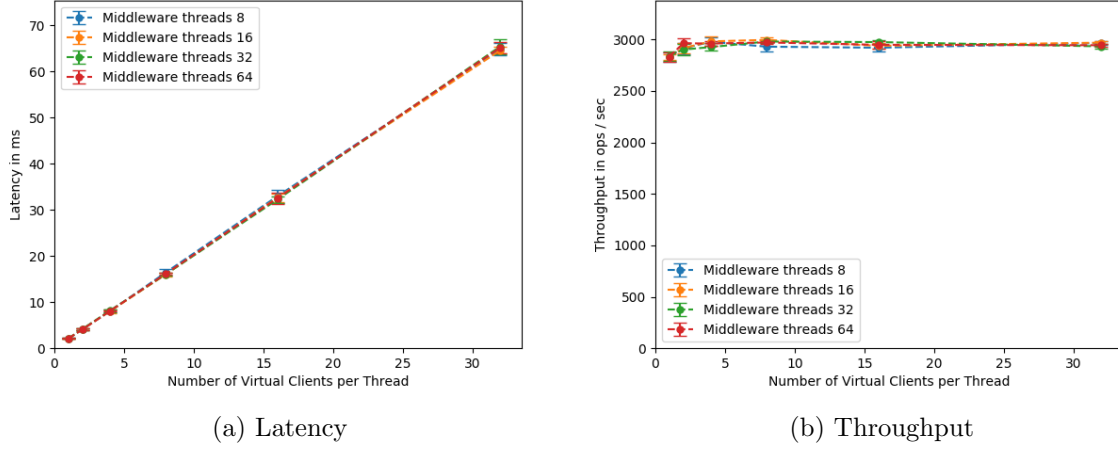 Latency in ms
70
60
50
40
30
20
10
0
Middleware threads 8
Middleware threads 16
Middleware threads 32
Middleware threads 64
0 5 10 15 20 25 30
Number of Virtual Clients per Thread
(a) Latency
Throughput in ops / sec
3000
2500
2000
1500
1000
500
0
Middleware threads 8
Middleware threads 16
Middleware threads 32
Middleware threads 64
0 5 10 15 20 25 30
Number of Virtual Clients per Thread
(b) Throughput